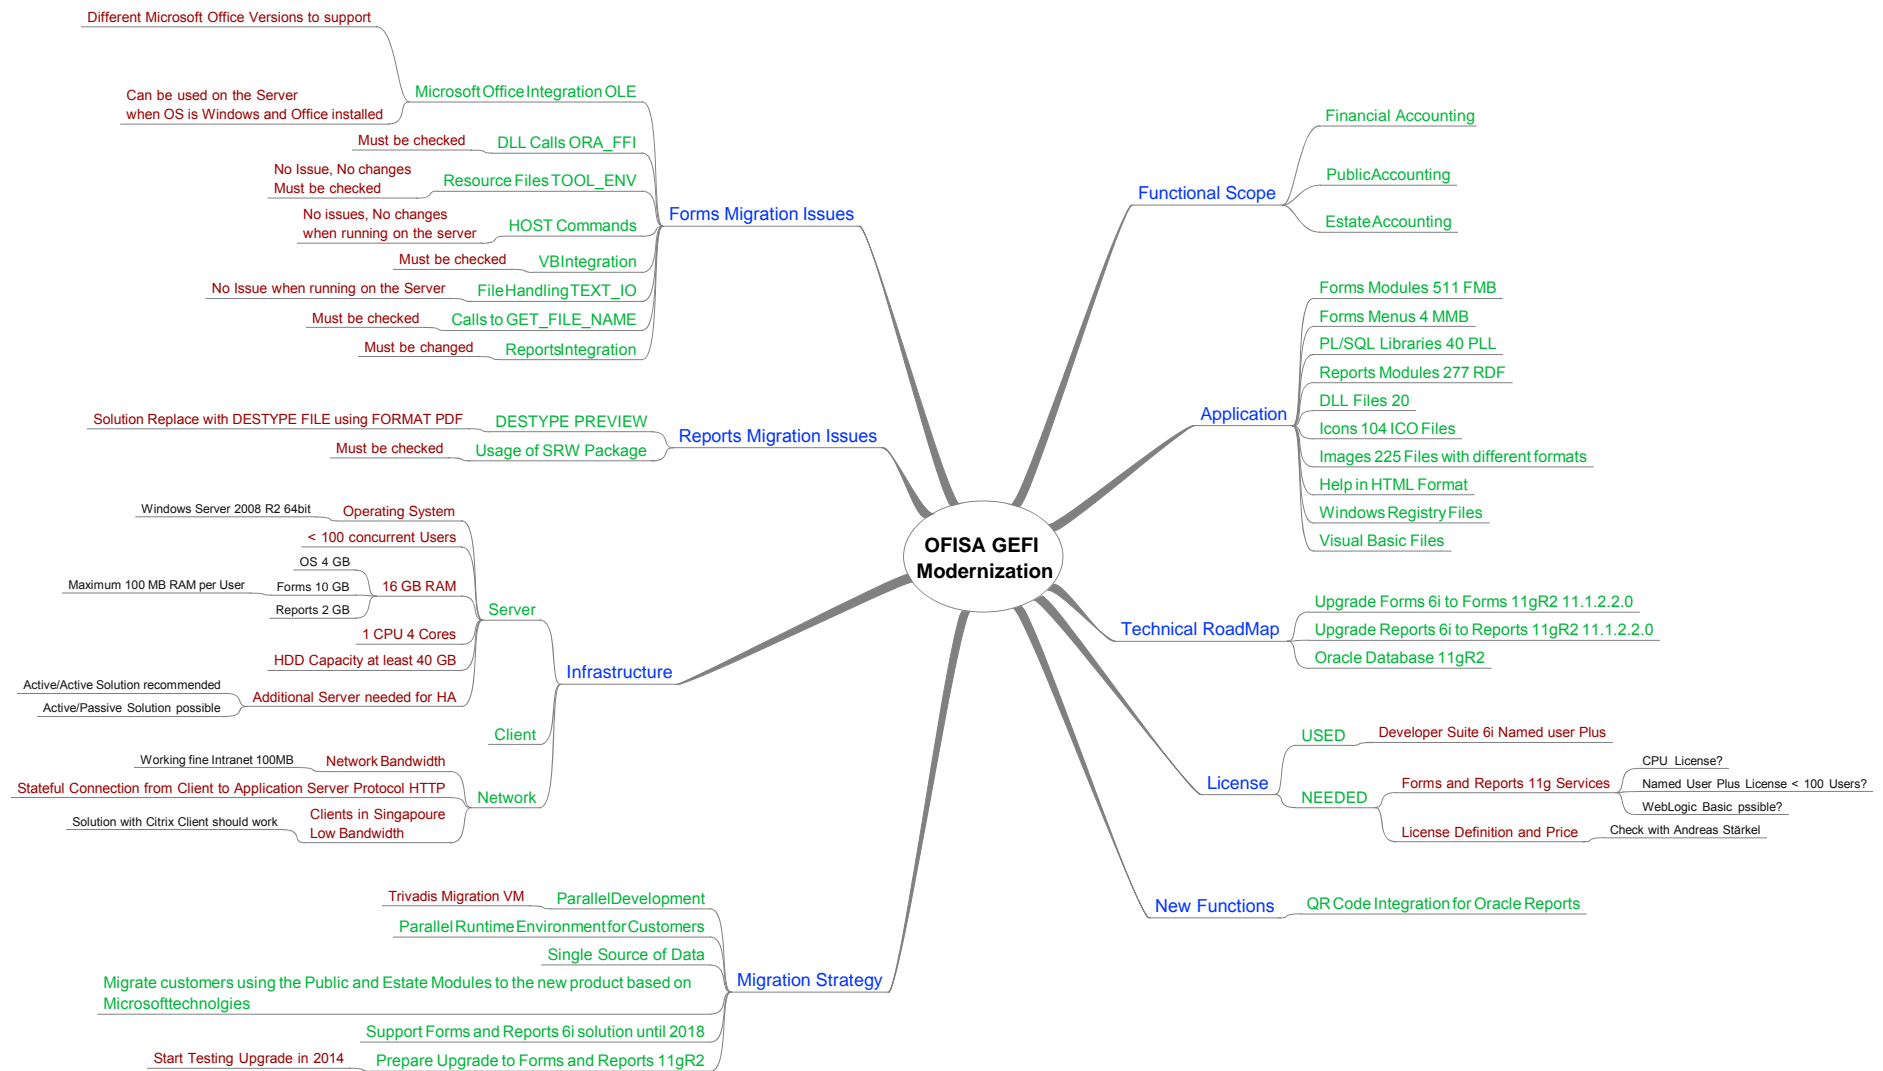 OFISA GEFI
Modernization
Functional Scope
Financial Accounting
Public Accounting
Estate Accounting
Application
Forms Modules 511 FMB
Forms Menus 4 MMB
PL/SQL Libraries 40 PLL
Reports Modules 277 RDF
DLL Files 20
Icons 104 ICO Files
Images 225 Files with different formats
Help in HTML Format
Windows Registry Files
Visual Basic Files
Technical RoadMap
Upgrade Forms 6i to Forms 11gR2 11.1.2.2.0
Upgrade Reports 6i to Reports 11gR2 11.1.2.2.0
Oracle Database 11gR2
License
USED
Developer Suite 6i Named user Plus
NEEDED
Forms and Reports 11g Services
CPU License?
Named User Plus License < 100 Users?
WebLogic Basic pssible?
License Definition and Price
Check with Andreas Stärkel
New Functions
QR Code Integration for Oracle Reports
Forms Migration Issues
Microsoft Office Integration OLE
Different Microsoft Office Versions to support
Can be used on the Server
when OS is Windows and Office installed
DLL Calls ORA_FFI
Must be checked
Resource Files TOOL_ENV
No Issue, No changes
Must be checked
HOST Commands
No issues, No changes
when running on the server
VB Integration
Must be checked
File Handling TEXT_IO
No Issue when running on the Server
Calls to GET_FILE_NAME
Must be checked
Reports Integration
Must be changed
Reports Migration Issues
DESTYPE PREVIEW
Solution Replace with DESTYPE FILE using FORMAT PDF
Usage of SRW Package
Must be checked
Infrastructure
Server
Operating System
Windows Server 2008 R2 64bit
< 100 concurrent Users
16 GB RAM
OS 4 GB
Forms 10 GB
Maximum 100 MB RAM per User
Reports 2 GB
1 CPU 4 Cores
HDD Capacity at least 40 GB
Additional Server needed for HA
Active/Active Solution recommended
Active/Passive Solution possible
Client
Network
Network Bandwidth
Working fine Intranet 100MB
Stateful Connection from Client to Application Server Protocol HTTP
Clients in Singapoure
Low Bandwidth
Solution with Citrix Client should work
Migration Strategy
Parallel Development
Trivadis Migration VM
Parallel Runtime Environment for Customers
Single Source of Data
Migrate customers using the Public and Estate Modules to the new product based on
Microsoft technolgies
Support Forms and Reports 6i solution until 2018
Prepare Upgrade to Forms and Reports 11gR2
Start Testing Upgrade in 2014